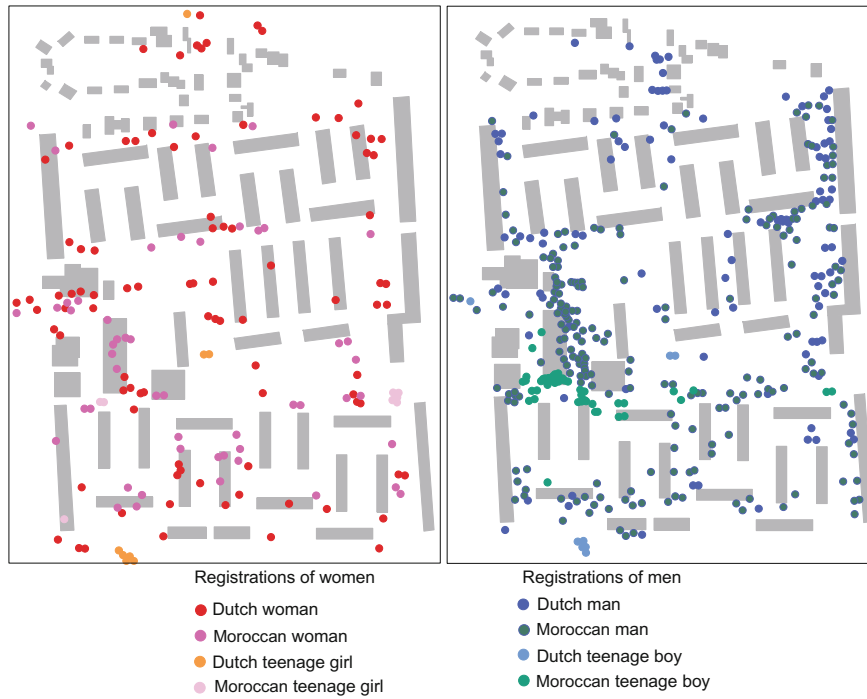 Registrations of women
Dutch woman
Moroccan woman
Dutch teenage girl
Moroccan teenage girl
Registrations of men
Dutch man
Moroccan man
Dutch teenage boy
Moroccan teenage boy